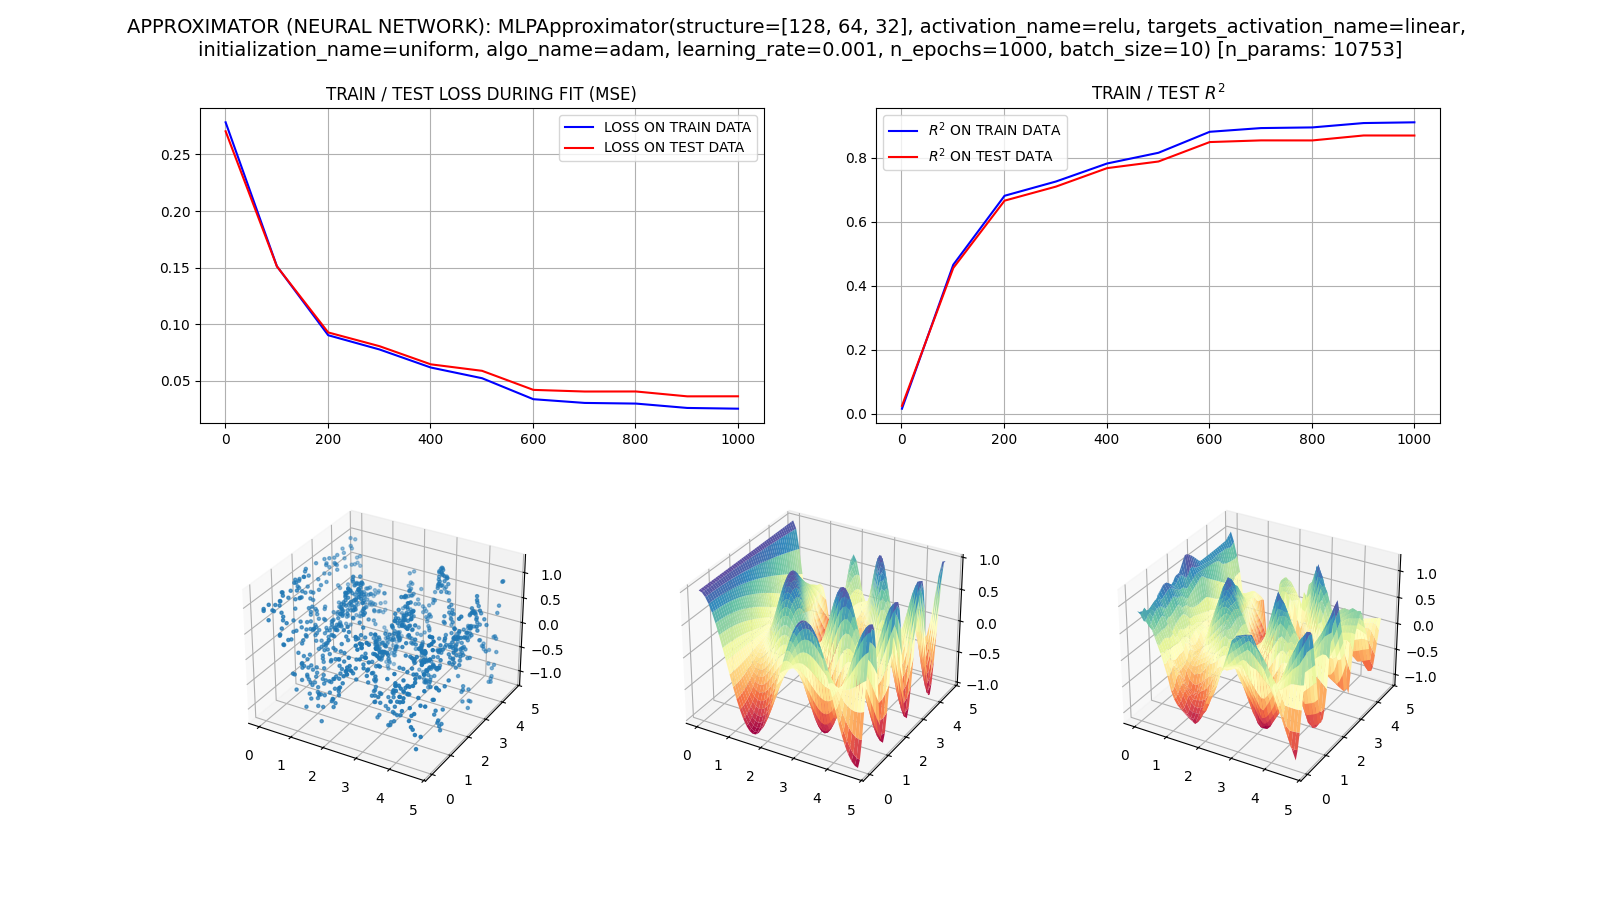 APPROXIMATOR (NEURAL NETWORK): MLPApproximator(structure=[128, 64, 32], activation_name=relu, targets_activation_name=linear,
initialization_name=uniform, algo_name=adam, learning_rate=0.001, n_epochs=1000, batch_size=10) [n_params: 10753]
TRAIN / TEST LOSS DURING FIT (MSE)
LOSS ON TRAIN DATA
LOSS ON TEST DATA
0.25
0.20
0.15
0.10
0.05
0 200 400 600 800 1000
TRAIN / TEST R²
R² ON TRAIN DATA
R² ON TEST DATA
0.8
0.6
0.4
0.2
0.0
0 200 400 600 800 1000
1.0
0.5
0.0
−0.5
−1.0
0 1 2 3 4 5
0 1 2 3 4 5
1.0
0.5
0.0
−0.5
−1.0
0 1 2 3 4 5
0 1 2 3 4 5
1.0
0.5
0.0
−0.5
−1.0
0 1 2 3 4 5
0 1 2 3 4 5